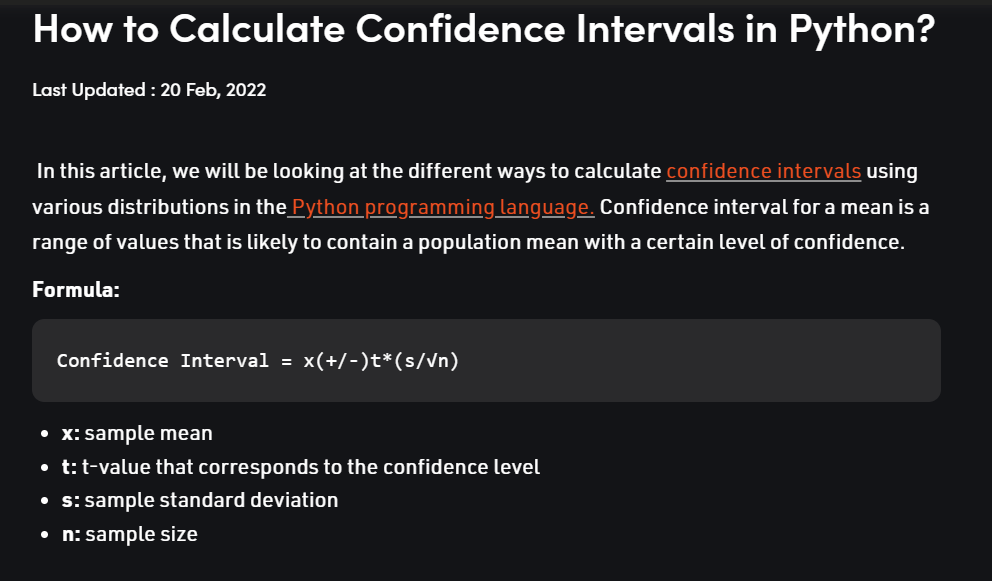 How to Calculate Confidence Intervals in Python?
Last Updated : 20 Feb, 2022
In this article, we will be looking at the different ways to calculate confidence intervals using
various distributions in the Python programming language. Confidence interval for a mean is a
range of values that is likely to contain a population mean with a certain level of confidence.
Formula:
Confidence Interval = x(+/-)t*(s/√n)
• x: sample mean
• t: t-value that corresponds to the confidence level
• s: sample standard deviation
• n: sample size